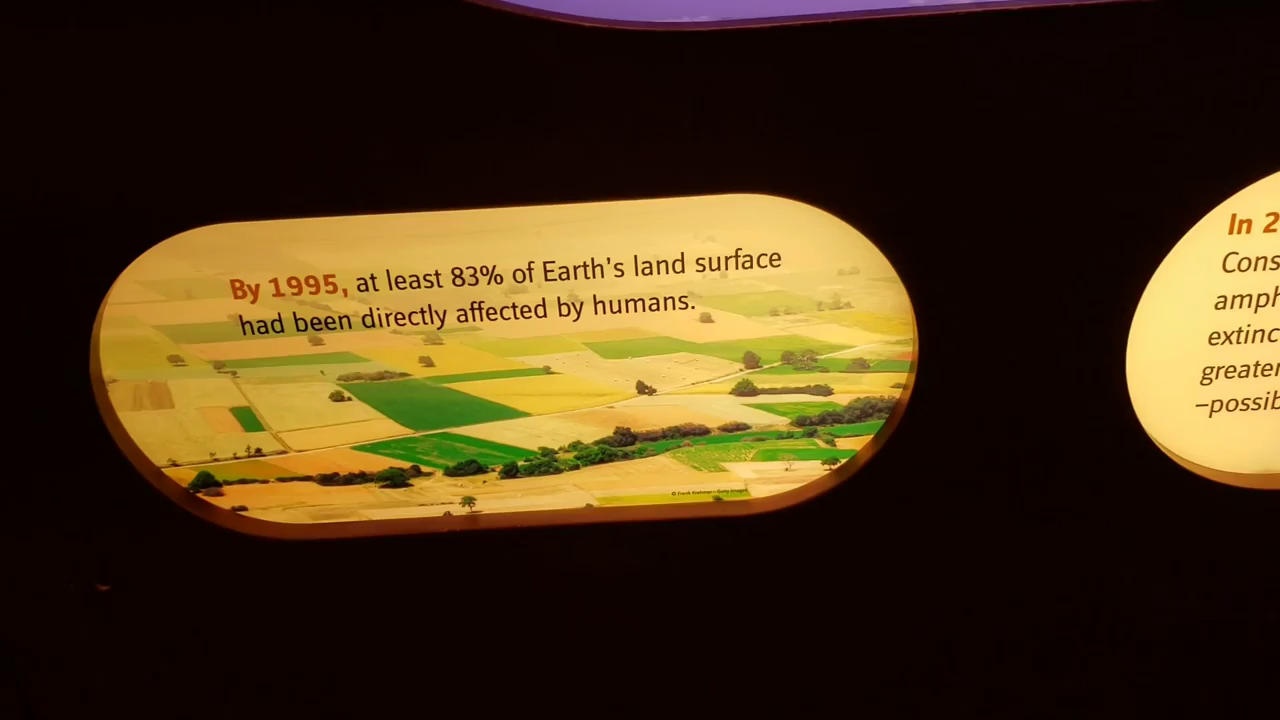 By 1995, at least 83% of Earth's land surface
had been directly affected by humans.
In 2
Cons
amph
extinc
greater
–possib